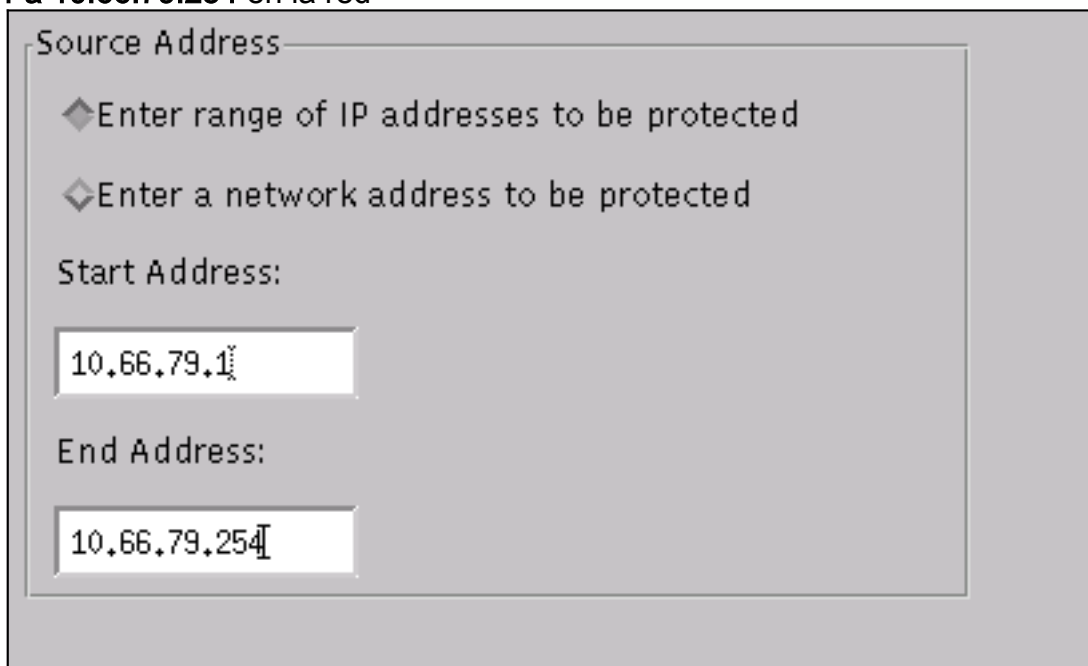 Source Address
Enter range of IP addresses to be protected
Enter a network address to be protected
Start Address:
10.66.79.1
End Address:
10.66.79.254